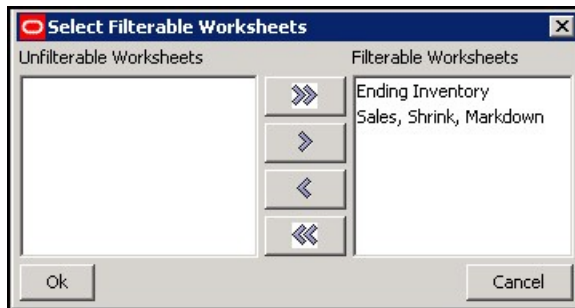 Select Filterable Worksheets
Unfilterable Worksheets
Filterable Worksheets
Ending Inventory
Sales, Shrink, Markdown
Ok
Cancel